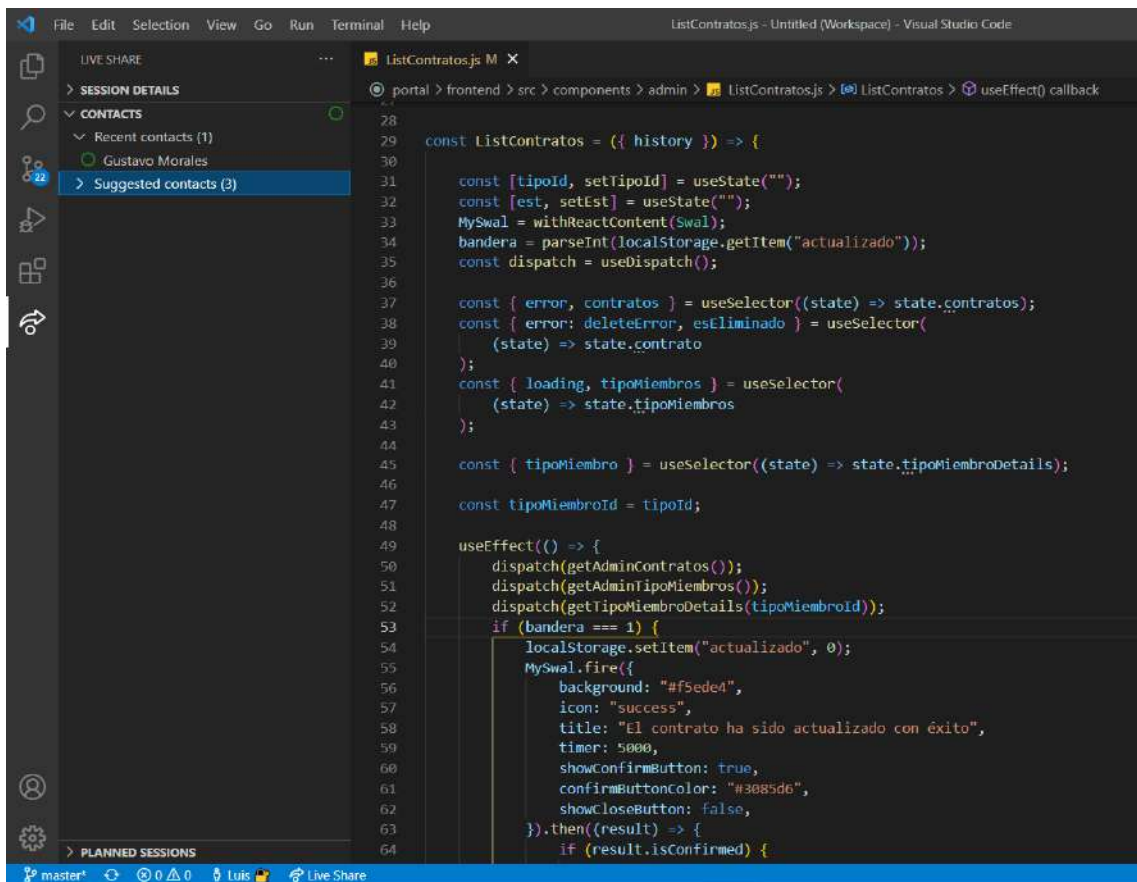 File Edit Selection View Go Run Terminal Help ListContratos.js - Untitled (Workspace) - Visual Studio Code
LIVE SHARE ···
ListContratos.js M X
> SESSION DETAILS
portal > frontend > src > components > admin > JS ListContratos.js > ListContratos > useEffect() callback
CONTACTS
Recent contacts (1)
Gustavo Morales
22
> Suggested contacts (3)
27
28
29 const ListContratos = ({ history }) => {
30
31 const [tipoId, setTipoId] = useState("");
32 const [est, setEst] = useState("");
33 MySwal = withReactContent(Swal);
34 bandera = parseInt(localStorage.getItem("actualizado"));
35 const dispatch = useDispatch();
36
37 const { error, contratos } = useSelector((state) => state.contratos);
38 const { error: deleteError, esEliminado } = useSelector(
39 (state) => state.contrato
40 );
41 const { loading, tipoMiembros } = useSelector(
42 (state) => state.tipoMiembros
43 );
44
45 const { tipoMiembro } = useSelector((state) => state.tipoMiembroDetails);
46
47 const tipoMiembroId = tipoId;
48
49 useEffect(() => {
50 dispatch(getAdminContratos());
51 dispatch(getAdminTipoMiembros());
52 dispatch(getTipoMiembroDetails(tipoMiembroId));
53 if (bandera === 1) {
54 localStorage.setItem("actualizado", 0);
55 MySwal.fire({
56 background: "#f5ede4",
57 icon: "success",
58 title: "El contrato ha sido actualizado con éxito",
59 timer: 5000,
60 showConfirmButton: true,
61 confirmButtonColor: "#3085d6",
62 showCloseButton: false,
63 }).then((result) => {
64 if (result.isConfirmed) {
> PLANNED SESSIONS
master* 0 0 Luis Live Share